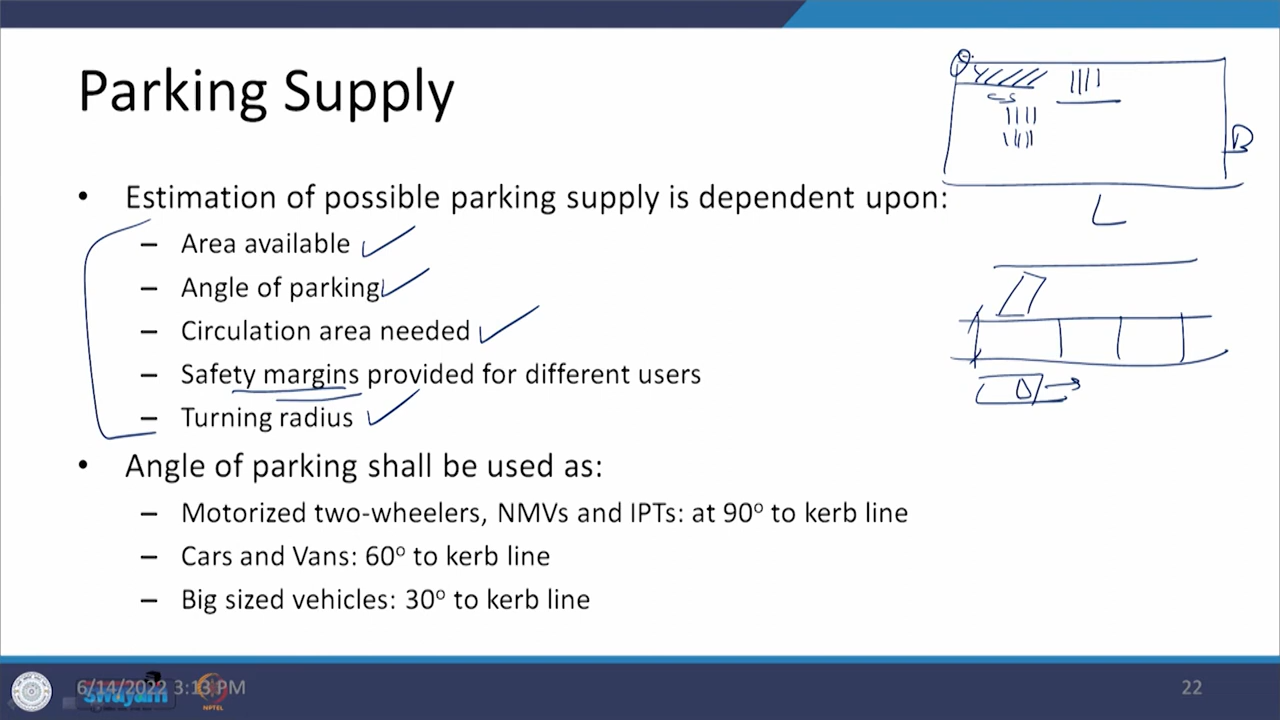 Parking Supply
B
L
• Estimation of possible parking supply is dependent upon:
– Area available
– Angle of parking
– Circulation area needed
– Safety margins provided for different users
– Turning radius
• Angle of parking shall be used as:
– Motorized two-wheelers, NMVs and IPTs: at 90° to kerb line
– Cars and Vans: 60° to kerb line
– Big sized vehicles: 30° to kerb line
6/14/2022 3:13 PM
swayam
NPTEL
22